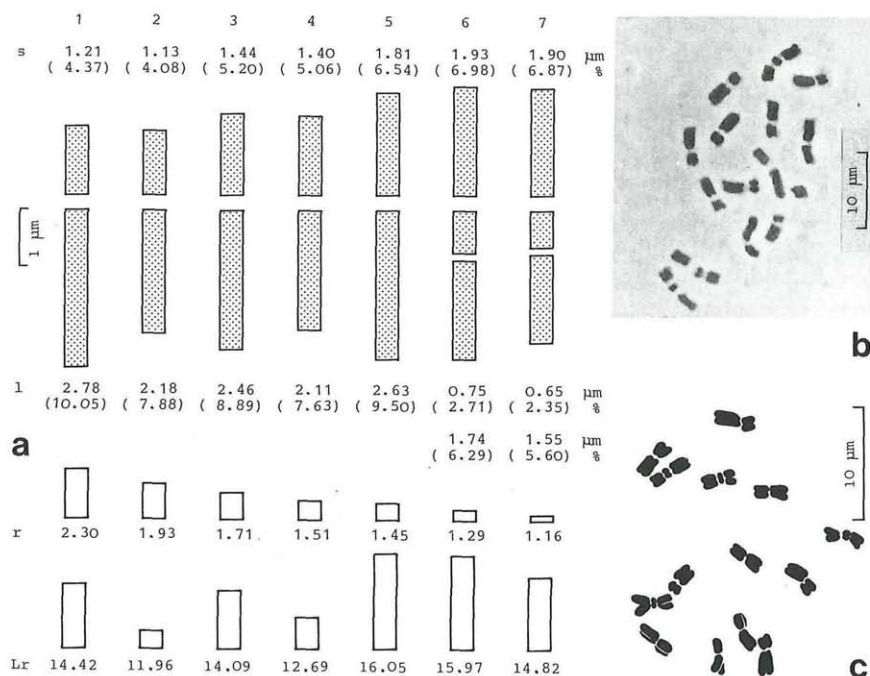 1 2 3 4 5 6 7
s 1.21 1.13 1.44 1.40 1.81 1.93 1.90 µm
( 4.37) ( 4.08) ( 5.20) ( 5.06) ( 6.54) ( 6.98) ( 6.87) %
1 µm
l 2.78 2.18 2.46 2.11 2.63 0.75 0.65 µm
(10.05) ( 7.88) ( 8.89) ( 7.63) ( 9.50) ( 2.71) ( 2.35) %
1.74 1.55 µm
( 6.29) ( 5.60) %
a
r 2.30 1.93 1.71 1.51 1.45 1.29 1.16
Lr 14.42 11.96 14.09 12.69 16.05 15.97 14.82
10 µm
b
10 µm
c